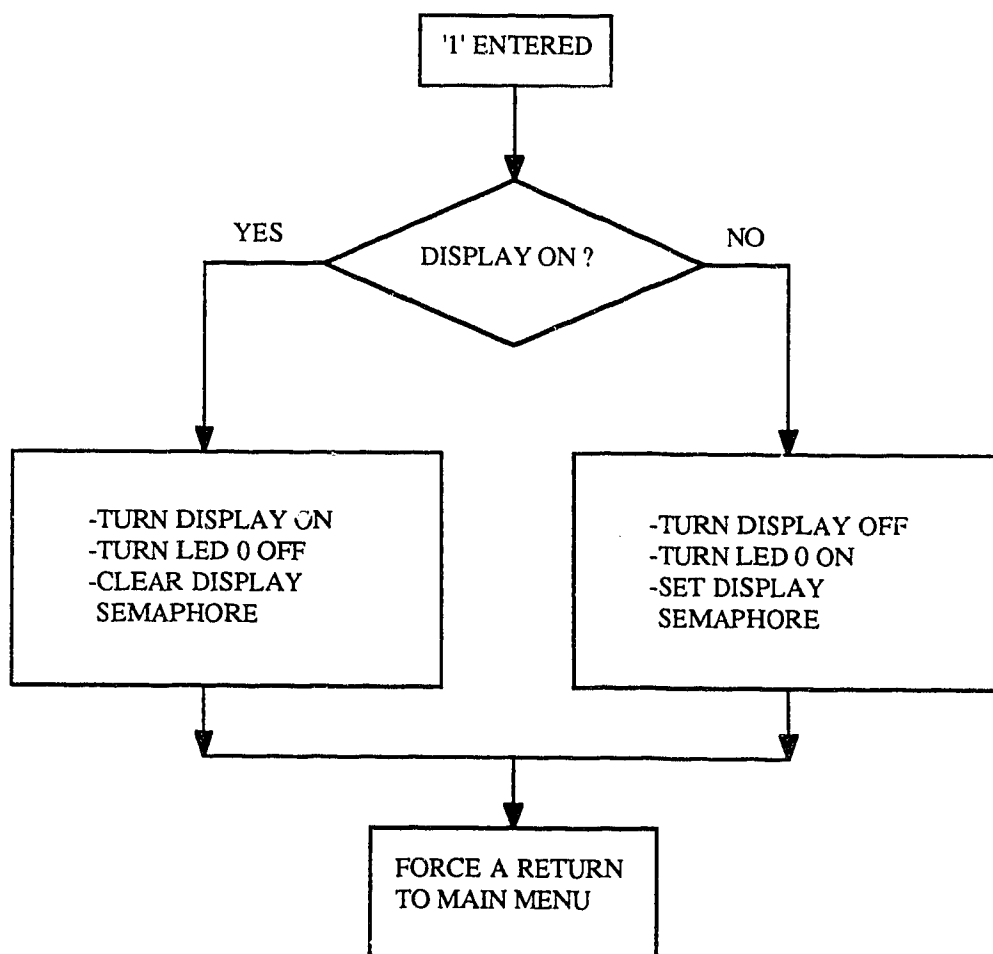 '1' ENTERED
YES
DISPLAY ON ?
NO
-TURN DISPLAY ON
-TURN LED 0 OFF
-CLEAR DISPLAY
SEMAPHORE
-TURN DISPLAY OFF
-TURN LED 0 ON
-SET DISPLAY
SEMAPHORE
FORCE A RETURN
TO MAIN MENU